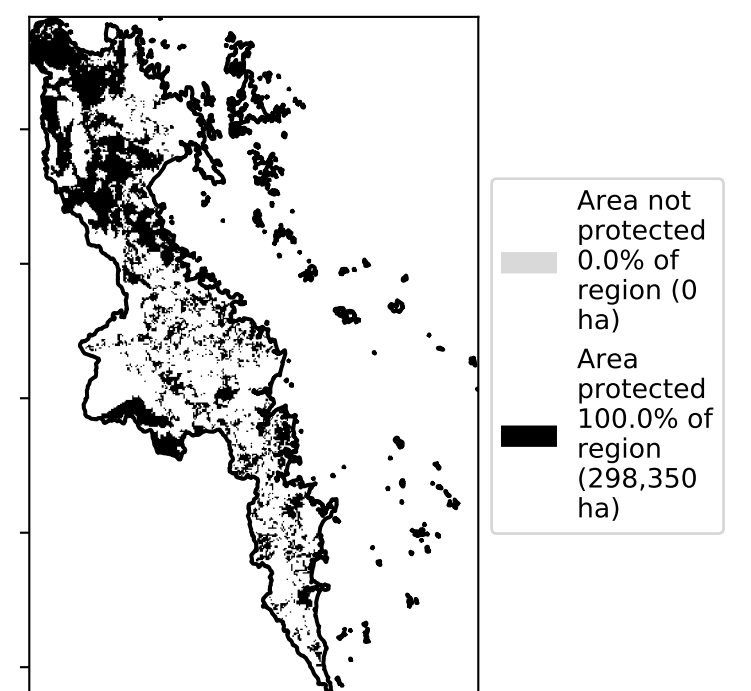 Area not
protected
0.0% of
region (0
ha)
Area
protected
100.0% of
region
(298,350
ha)